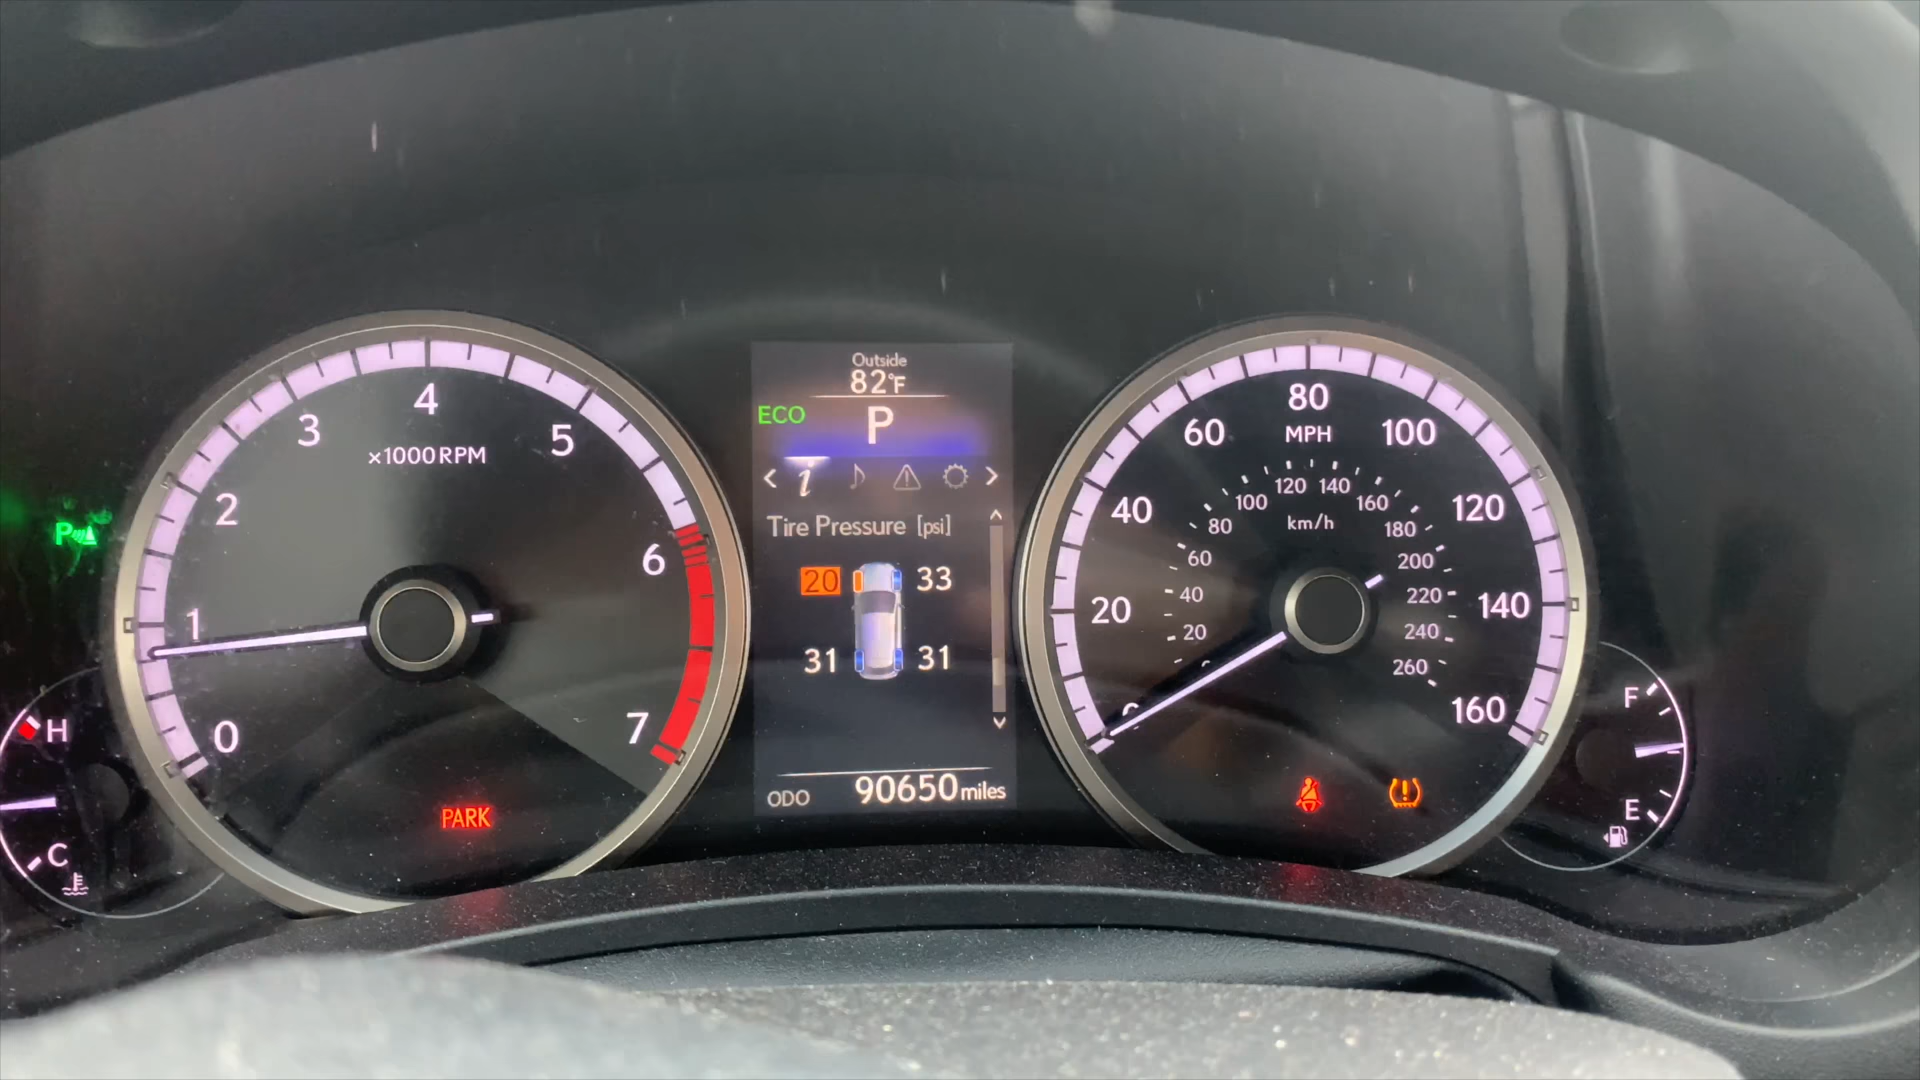 Outside
82°F
ECO
P
i
Tire Pressure [psi]
20 33
31 31
ODO 90650 miles
0
1
2
3
4
5
6
7
×1000 RPM
PARK
P
H
C
20
40
60
80
100
120
140
160
MPH
20
40
60
80
100
120
140
160
180
200
220
240
260
km/h
F
E